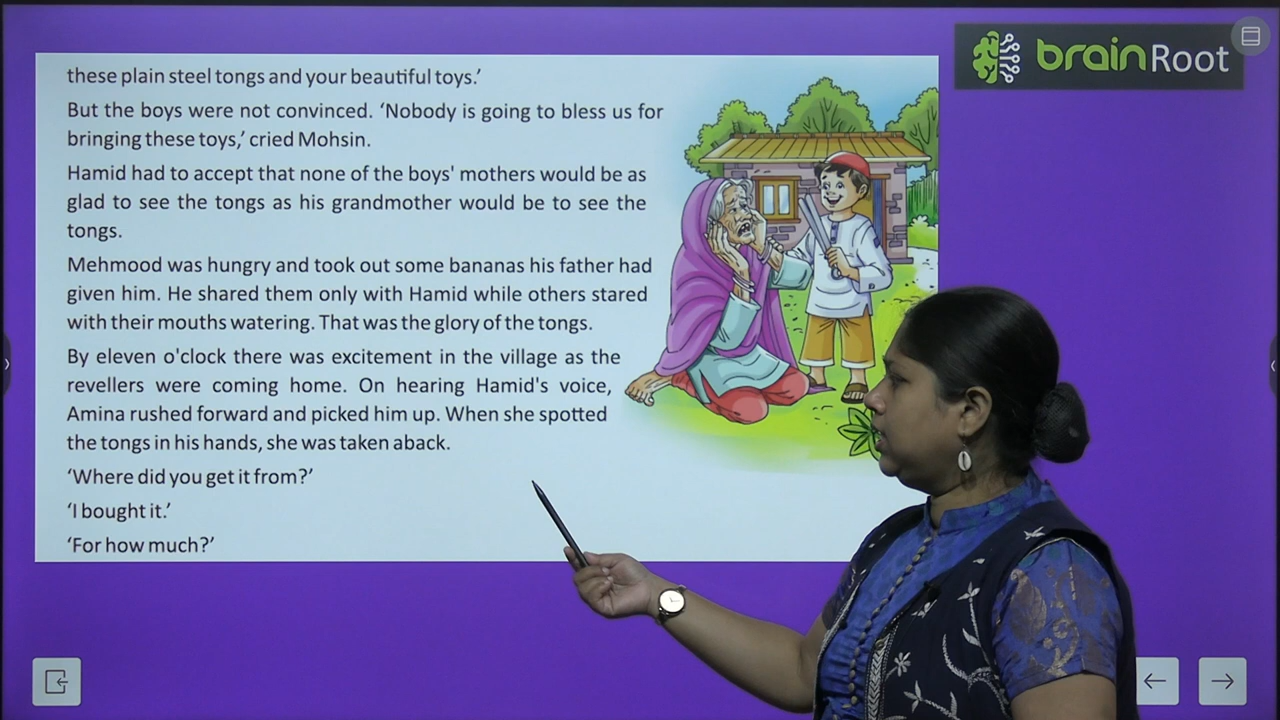 brainRoot
these plain steel tongs and your beautiful toys.’
But the boys were not convinced. ‘Nobody is going to bless us for
bringing these toys,’ cried Mohsin.
Hamid had to accept that none of the boys' mothers would be as
glad to see the tongs as his grandmother would be to see the
tongs.
Mehmood was hungry and took out some bananas his father had
given him. He shared them only with Hamid while others stared
with their mouths watering. That was the glory of the tongs.
By eleven o'clock there was excitement in the village as the
revellers were coming home. On hearing Hamid's voice,
Amina rushed forward and picked him up. When she spotted
the tongs in his hands, she was taken aback.
‘Where did you get it from?’
‘I bought it.’
‘For how much?’